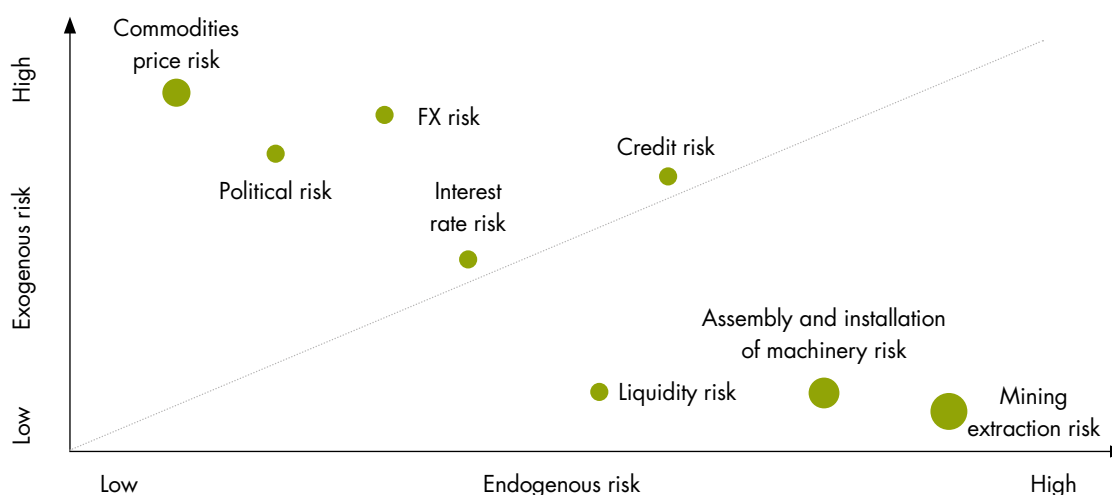 Commodities
price risk
High
FX risk
Credit risk
Political risk
Interest
rate risk
Exogenous risk
Assembly and installation
of machinery risk
Liquidity risk
Mining
extraction risk
Low
Low
Endogenous risk
High